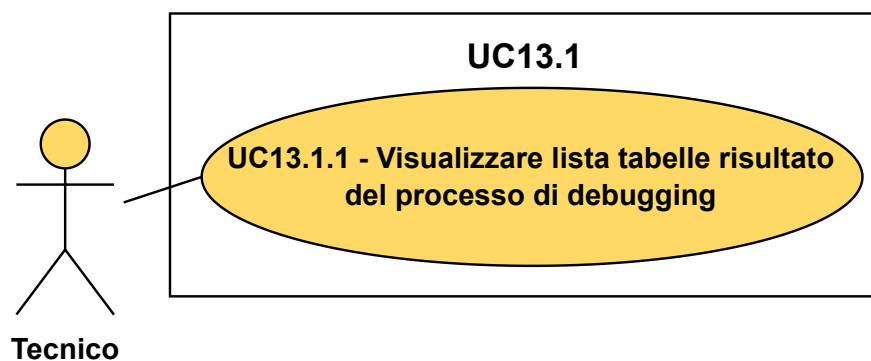 UC13.1
UC13.1.1 - Visualizzare lista tabelle risultato
del processo di debugging
Tecnico